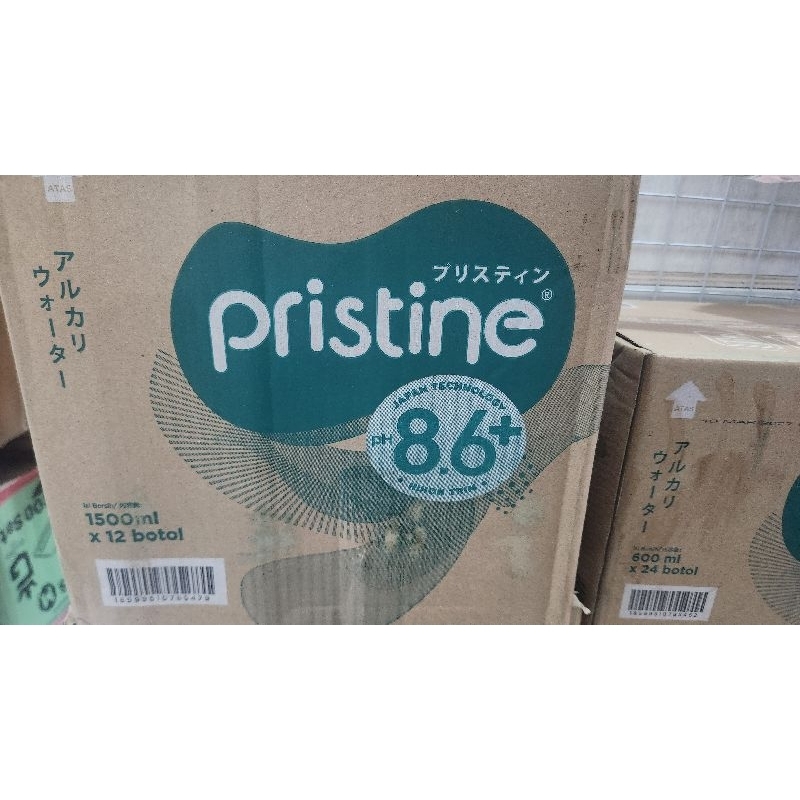 ATAS
アルカリ
ウォーター
プリスティン
pristine®
JAPAN TECHNOLOGY
pH 8.6+
1500ml
x 12 botol
ATAS
アルカリ
ウォーター
600 ml
x 24 botol